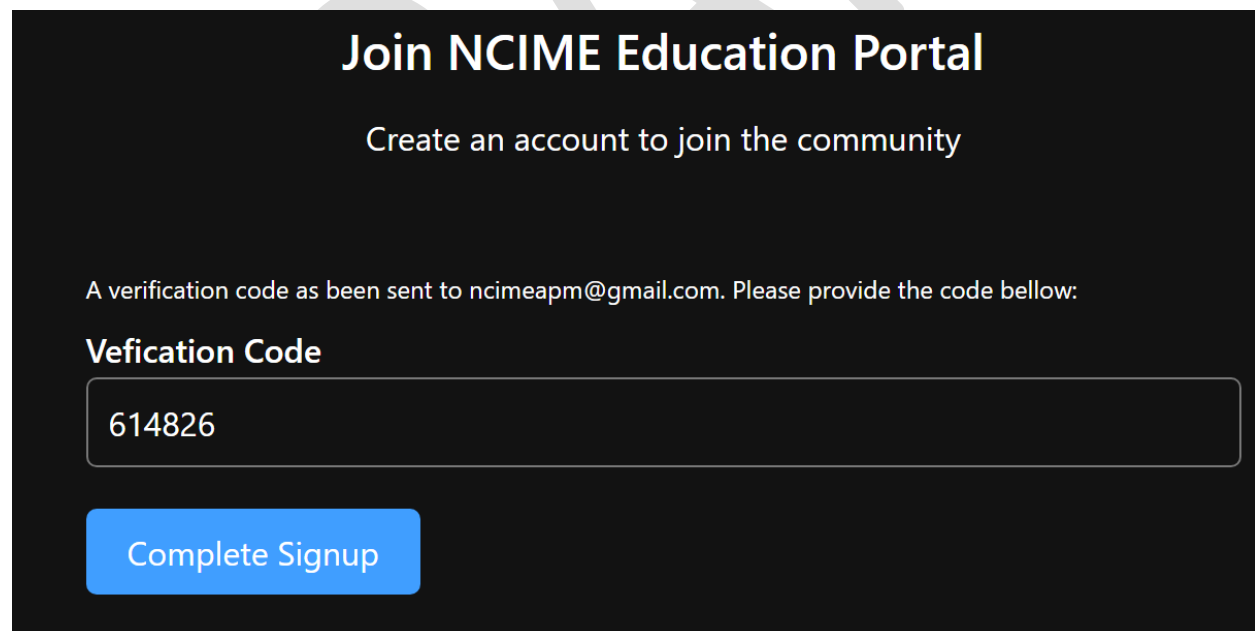 Join NCIME Education Portal
Create an account to join the community
A verification code as been sent to ncimeapm@gmail.com. Please provide the code bellow:
Vefication Code
614826
Complete Signup